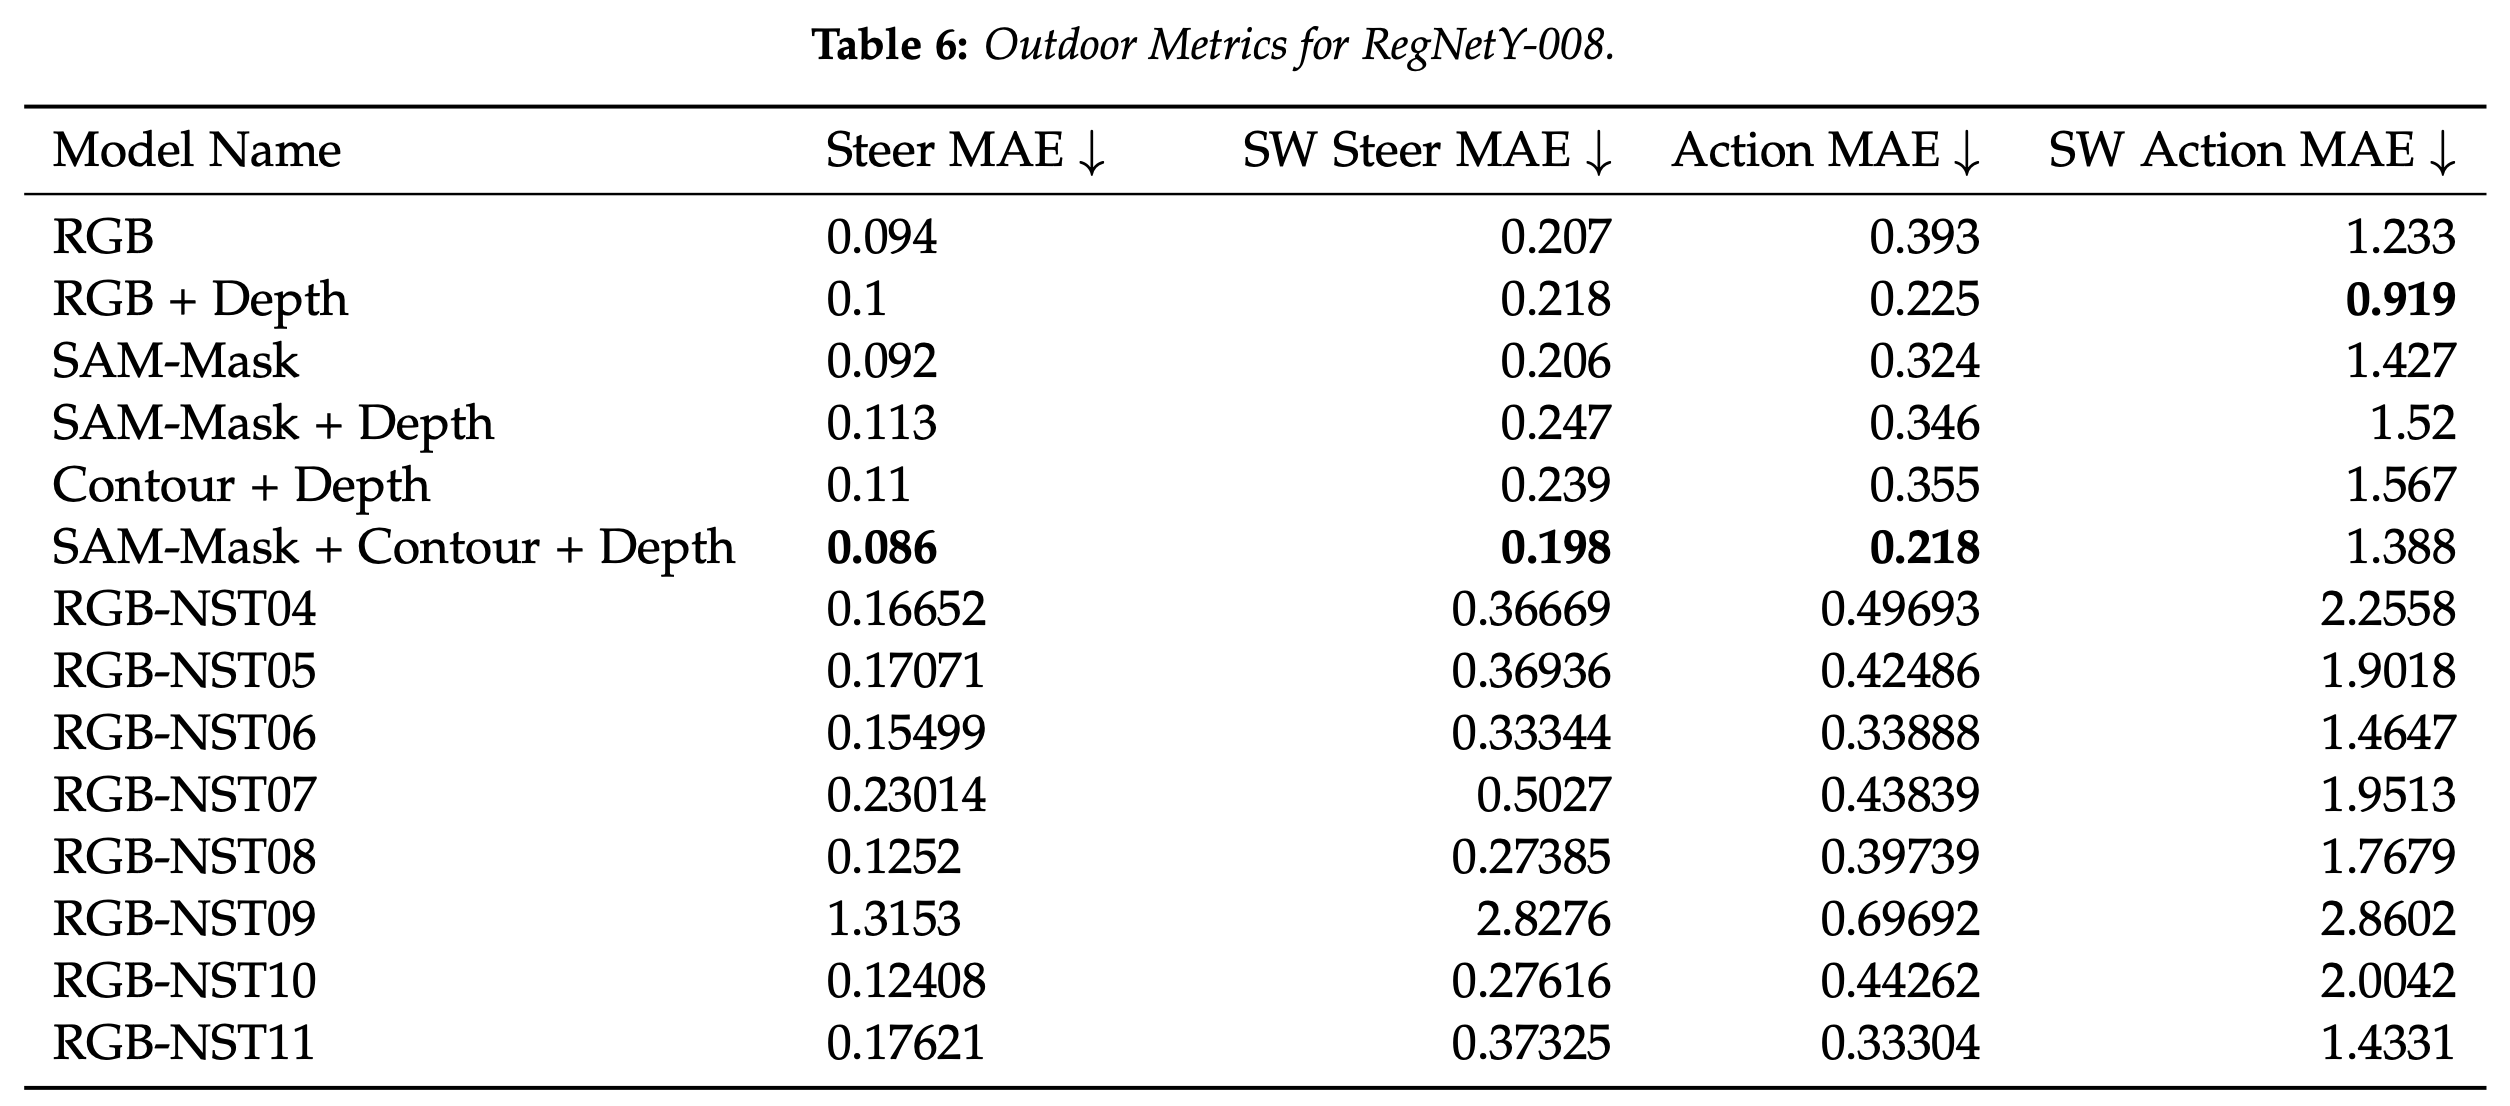 Table 6: Outdoor Metrics for RegNetY-008.
Model Name Steer MAE ↓ SW Steer MAE ↓ Action MAE ↓ SW Action MAE ↓
RGB 0.094 0.207 0.393 1.233
RGB + Depth 0.1 0.218 0.225 0.919
SAM-Mask 0.092 0.206 0.324 1.427
SAM-Mask + Depth 0.113 0.247 0.346 1.52
Contour + Depth 0.11 0.239 0.355 1.567
SAM-Mask + Contour + Depth 0.086 0.198 0.218 1.388
RGB-NST04 0.16652 0.36669 0.49693 2.2558
RGB-NST05 0.17071 0.36936 0.42486 1.9018
RGB-NST06 0.15499 0.33344 0.33888 1.4647
RGB-NST07 0.23014 0.5027 0.43839 1.9513
RGB-NST08 0.1252 0.27385 0.39739 1.7679
RGB-NST09 1.3153 2.8276 0.69692 2.8602
RGB-NST10 0.12408 0.27616 0.44262 2.0042
RGB-NST11 0.17621 0.37325 0.33304 1.4331